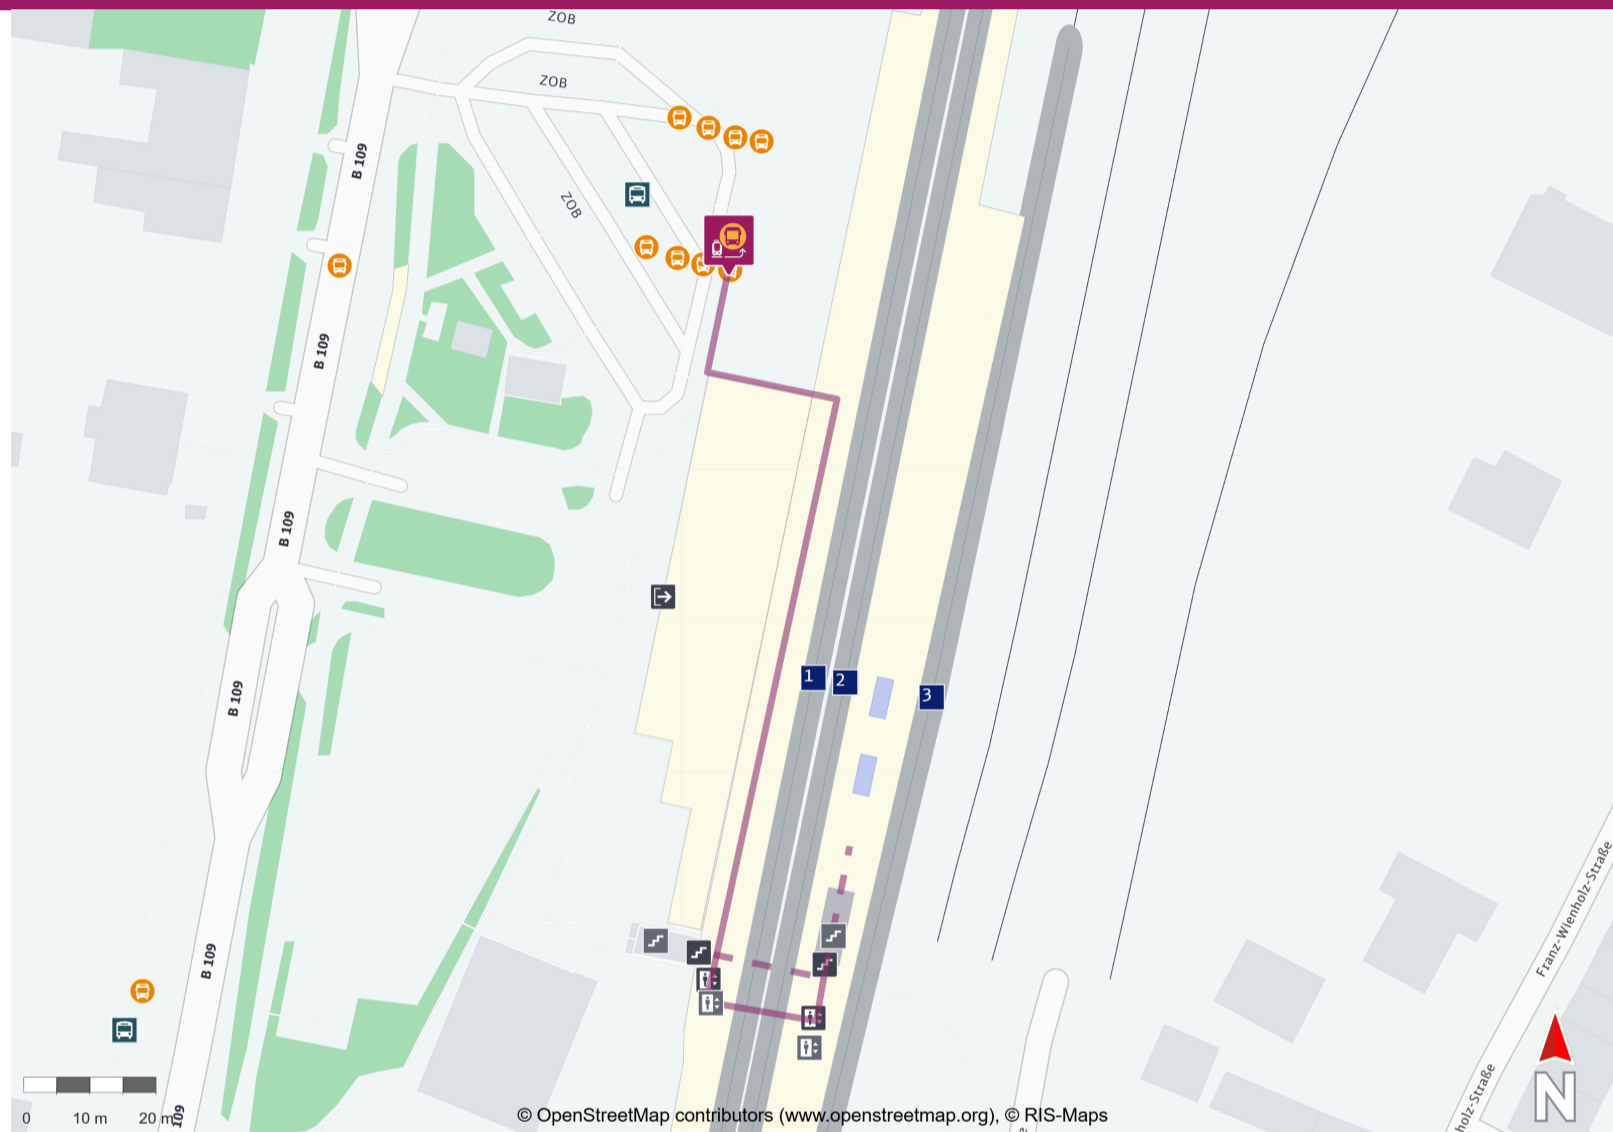 ZOB
ZOB
B 109
ZOB
B 109
B 109
1
2
3
B 109
Franz-Wienholz-Straße
B 109
holz-Straße
0 10 m 20 m
109
© OpenStreetMap contributors (www.openstreetmap.org), © RIS-Maps
e
N